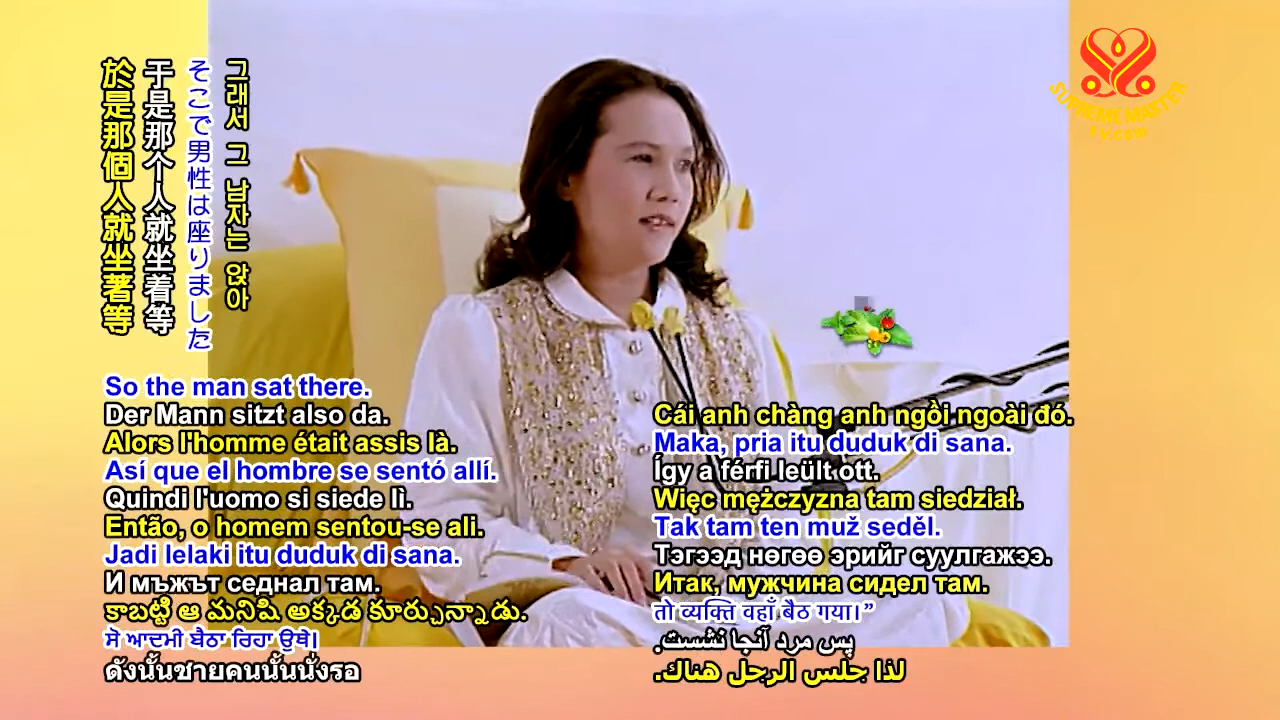 그래서 그 남자는 앉아
そこで男性は座りました
于是那个人就坐着等
於是那個人就坐著等
SUPREME MASTER
TV.com
So the man sat there.
Der Mann sitzt also da.
Alors l'homme était assis là.
Así que el hombre se sentó allí.
Quindi l'uomo si siede lì.
Então, o homem sentou-se ali.
Jadi lelaki itu duduk di sana.
И мъжът седнал там.
కాబట్టి ఆ మనిషి అక్కడ కూర్చున్నాడు.
ਸੋ ਆਦਮੀ ਬੈਠਾ ਰਿਹਾ ਉਥੇ।
ดังนั้นชายคนนั้นนั่งรอ
Cái anh chàng anh ngồi ngoài đó.
Maka, pria itu duduk di sana.
Így a férfi leült ott.
Więc mężczyzna tam siedział.
Tak tam ten muž seděl.
Тэгээд нөгөө эрийг суулгажээ.
Итак, мужчина сидел там.
तो व्यक्ति वहाँ बैठ गया।”
پس مرد آنجا نشست.
لذا جلس الرجل هناك.